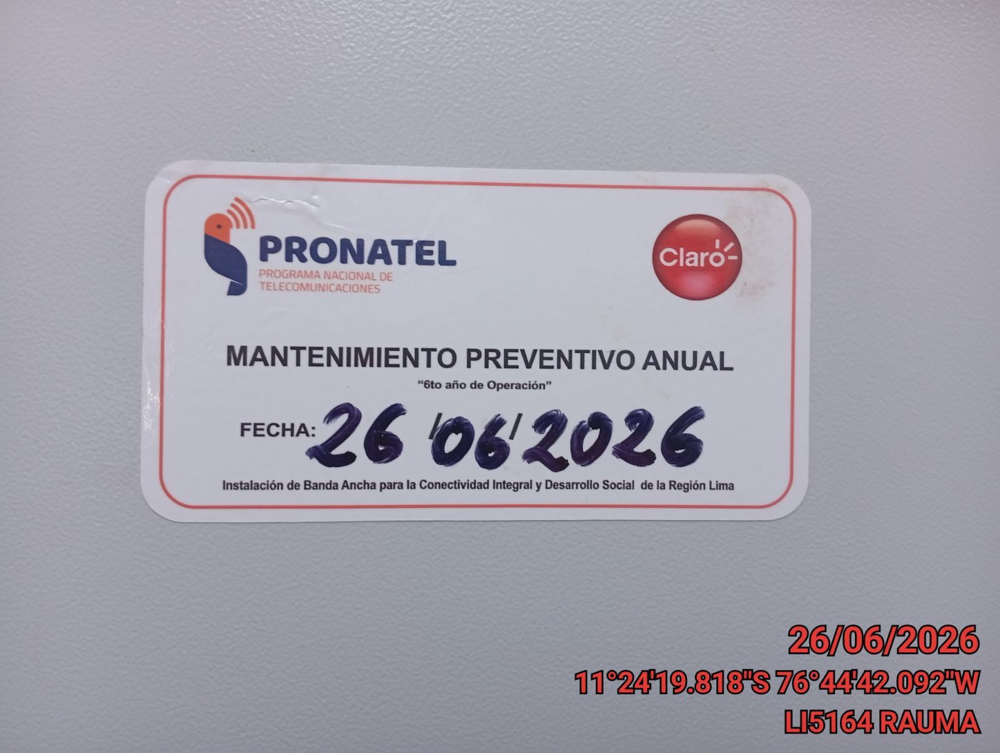 PRONATEL
PROGRAMA NACIONAL DE
TELECOMUNICACIONES
Claro
MANTENIMIENTO PREVENTIVO ANUAL
“6to año de Operación”
FECHA: 26/06/2026
Instalación de Banda Ancha para la Conectividad Integral y Desarrollo Social de la Región Lima
26/06/2026
11°24'19.818"S 76°44'42.092"W
LI5164 RAUMA